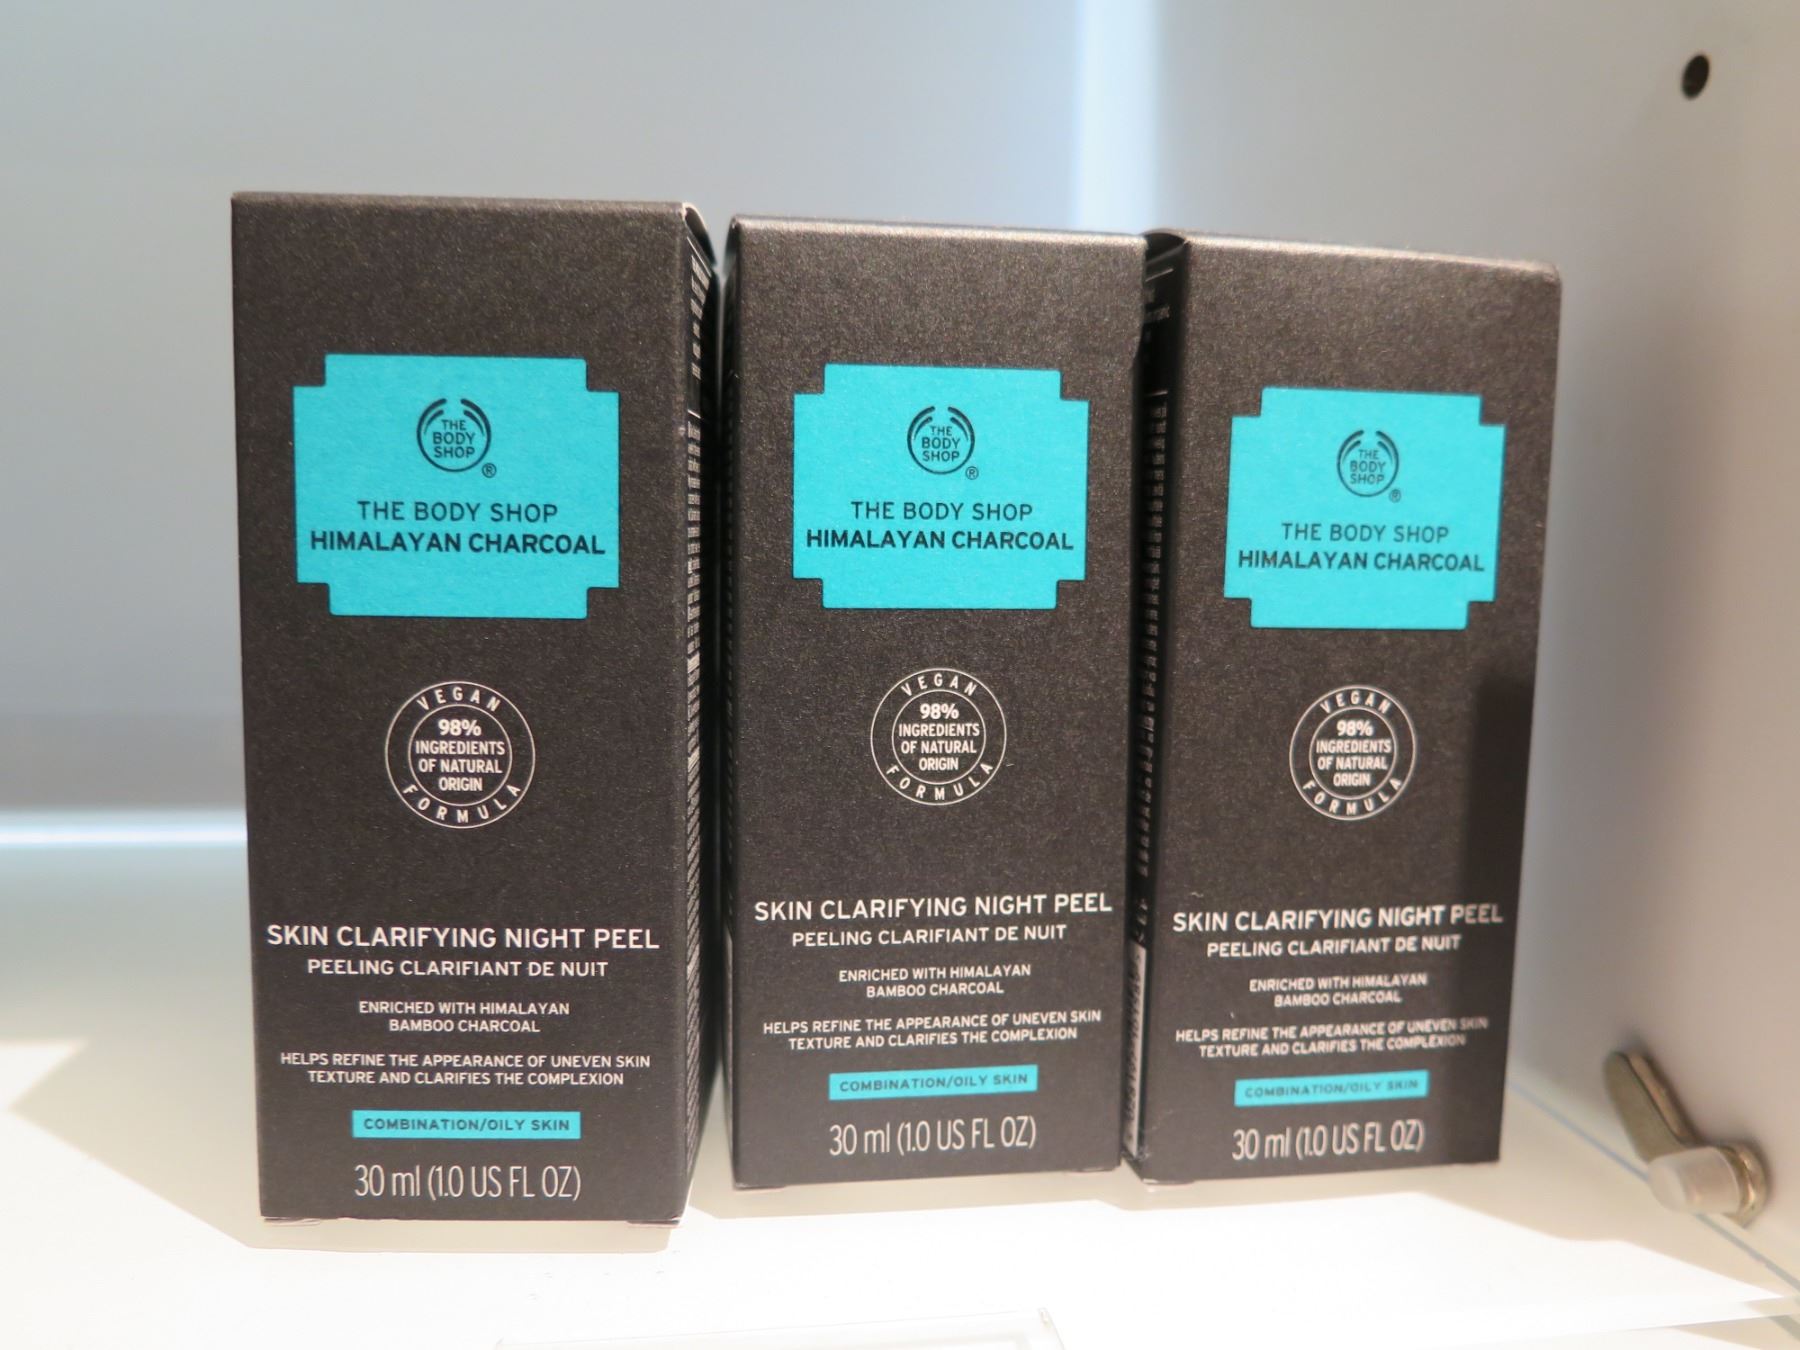 THE
BODY
SHOP
®
THE BODY SHOP
HIMALAYAN CHARCOAL
VEGAN
98%
INGREDIENTS
OF NATURAL
ORIGIN
FORMULA
SKIN CLARIFYING NIGHT PEEL
PEELING CLARIFIANT DE NUIT
ENRICHED WITH HIMALAYAN
BAMBOO CHARCOAL
HELPS REFINE THE APPEARANCE OF UNEVEN SKIN
TEXTURE AND CLARIFIES THE COMPLEXION
COMBINATION/OILY SKIN
30 ml (1.0 US FL OZ)
THE
BODY
SHOP
®
THE BODY SHOP
HIMALAYAN CHARCOAL
VEGAN
98%
INGREDIENTS
OF NATURAL
ORIGIN
FORMULA
SKIN CLARIFYING NIGHT PEEL
PEELING CLARIFIANT DE NUIT
ENRICHED WITH HIMALAYAN
BAMBOO CHARCOAL
HELPS REFINE THE APPEARANCE OF UNEVEN SKIN
TEXTURE AND CLARIFIES THE COMPLEXION
COMBINATION/OILY SKIN
30 ml (1.0 US FL OZ)
THE
BODY
SHOP
®
THE BODY SHOP
HIMALAYAN CHARCOAL
VEGAN
98%
INGREDIENTS
OF NATURAL
ORIGIN
FORMULA
SKIN CLARIFYING NIGHT PEEL
PEELING CLARIFIANT DE NUIT
ENRICHED WITH HIMALAYAN
BAMBOO CHARCOAL
HELPS REFINE THE APPEARANCE OF UNEVEN SKIN
TEXTURE AND CLARIFIES THE COMPLEXION
COMBINATION/OILY SKIN
30 ml (1.0 US FL OZ)